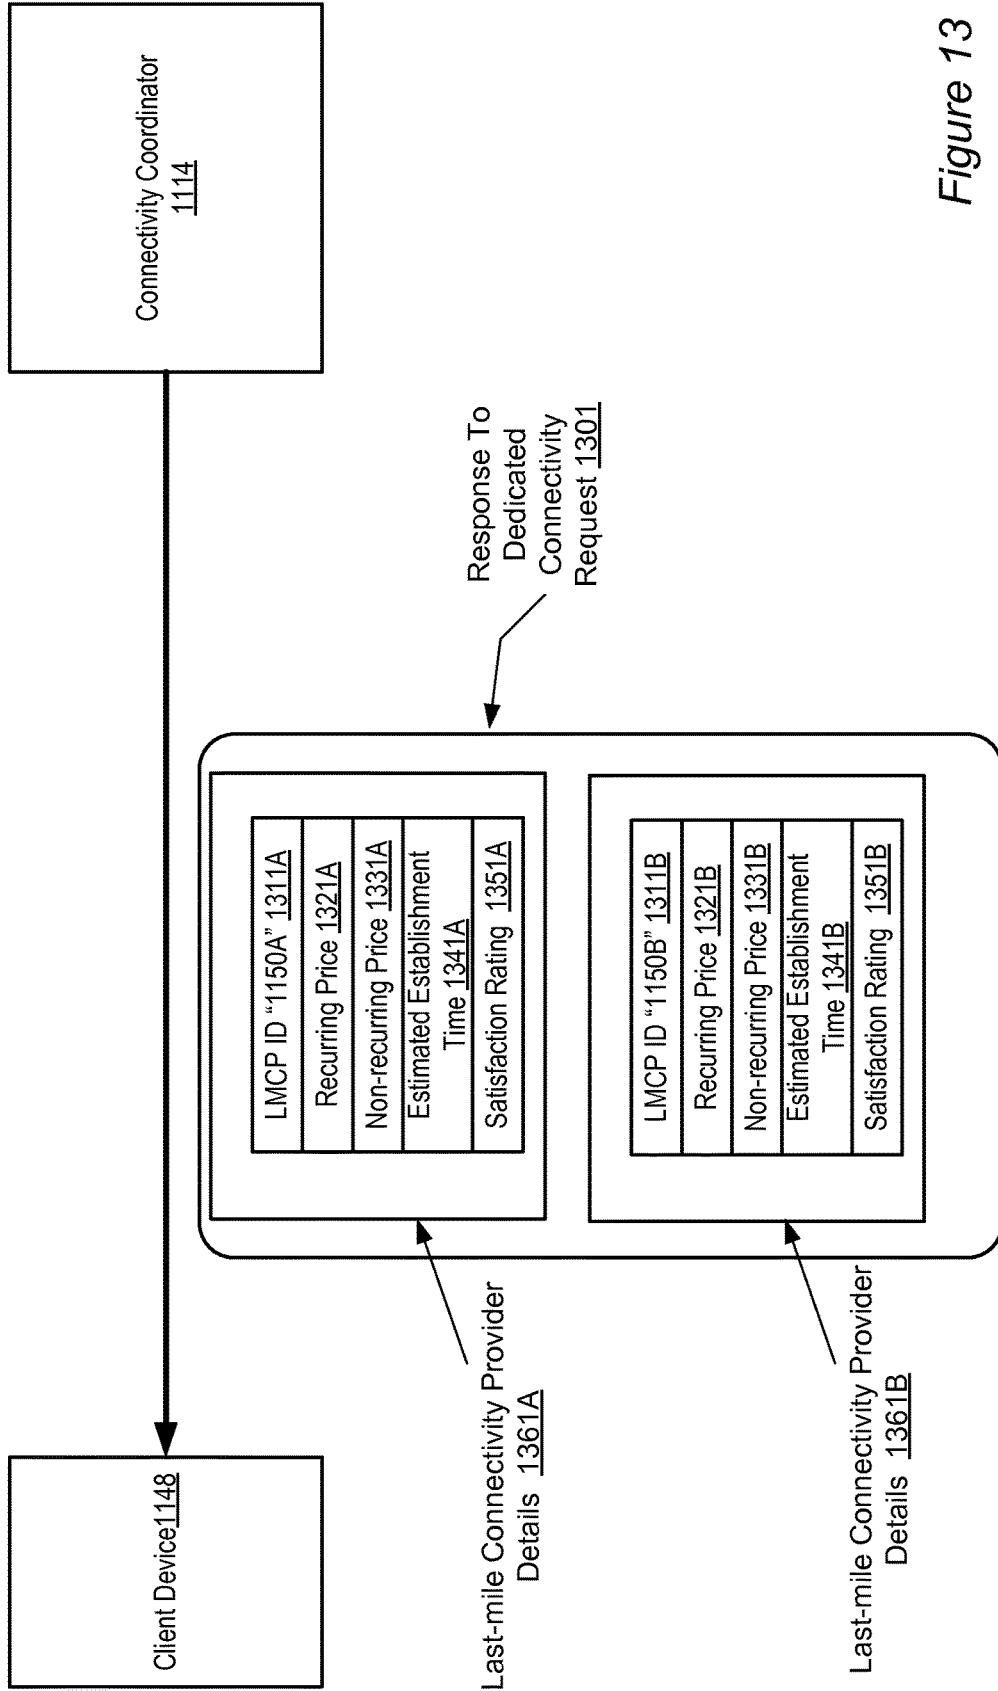 Client Device1148
Connectivity Coordinator
1114
Response To
Dedicated
Connectivity
Request 1301
LMCP ID “1150A” 1311A
Recurring Price 1321A
Non-recurring Price 1331A
Estimated Establishment
Time 1341A
Satisfaction Rating 1351A
Last-mile Connectivity Provider
Details 1361A
LMCP ID “1150B” 1311B
Recurring Price 1321B
Non-recurring Price 1331B
Estimated Establishment
Time 1341B
Satisfaction Rating 1351B
Last-mile Connectivity Provider
Details 1361B
Figure 13